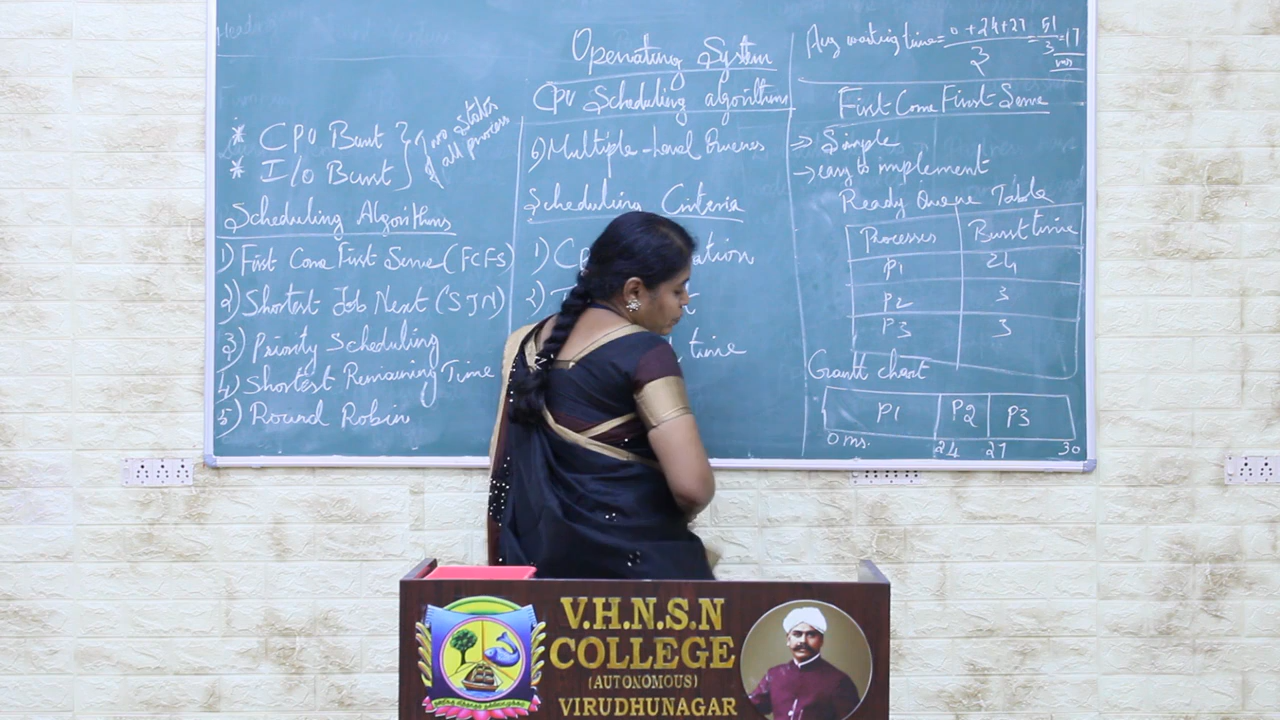 * CPU Burst
* I/O Burst
two states of all process
Scheduling Algorithms
1) First Come First Serve (FCFS)
2) Shortest Job Next (SJN)
3) Priority Scheduling
4) Shortest Remaining Time
5) Round Robin
Operating System
CPU Scheduling algorithms
6) Multiple-Level Queues
Scheduling Criteria
1)
2)
time
Avg waiting time = 0+24+27/3 = 51/3 = 17 ms
First Come First Serve
⇒ Simple
→ easy to implement
Ready Queue Table
Processes Burst time
P1 24
P2 3
P3 3
Grantt chart
P1 P2 P3
0 ms. 24 27 30
V.H.N.S.N
COLLEGE
(AUTONOMOUS)
VIRUDHUNAGAR